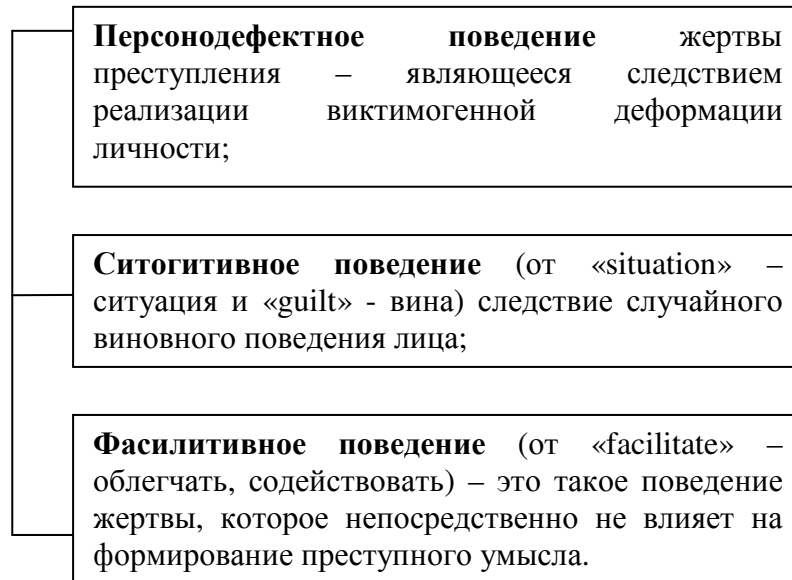 Персонодефектное поведение жертвы
преступления – являющееся следствием
реализации виктимогенной деформации
личности;
Ситогитивное поведение (от «situation» –
ситуация и «guilt» - вина) следствие случайного
виновного поведения лица;
Фасилитивное поведение (от «facilitate» –
облегчать, содействовать) – это такое поведение
жертвы, которое непосредственно не влияет на
формирование преступного умысла.